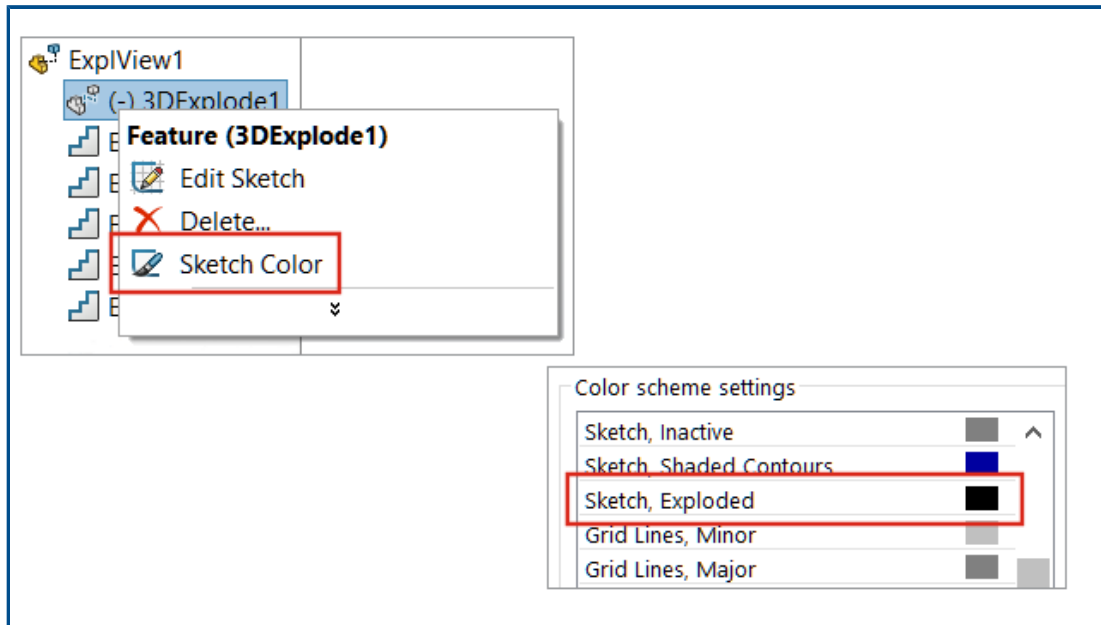 ExplView1
(-) 3DExplode1
E
Feature (3DExplode1)
E
Edit Sketch
E
Delete...
E
Sketch Color
E
Color scheme settings
Sketch, Inactive
Sketch, Shaded Contours
Sketch, Exploded
Grid Lines, Minor
Grid Lines, Major